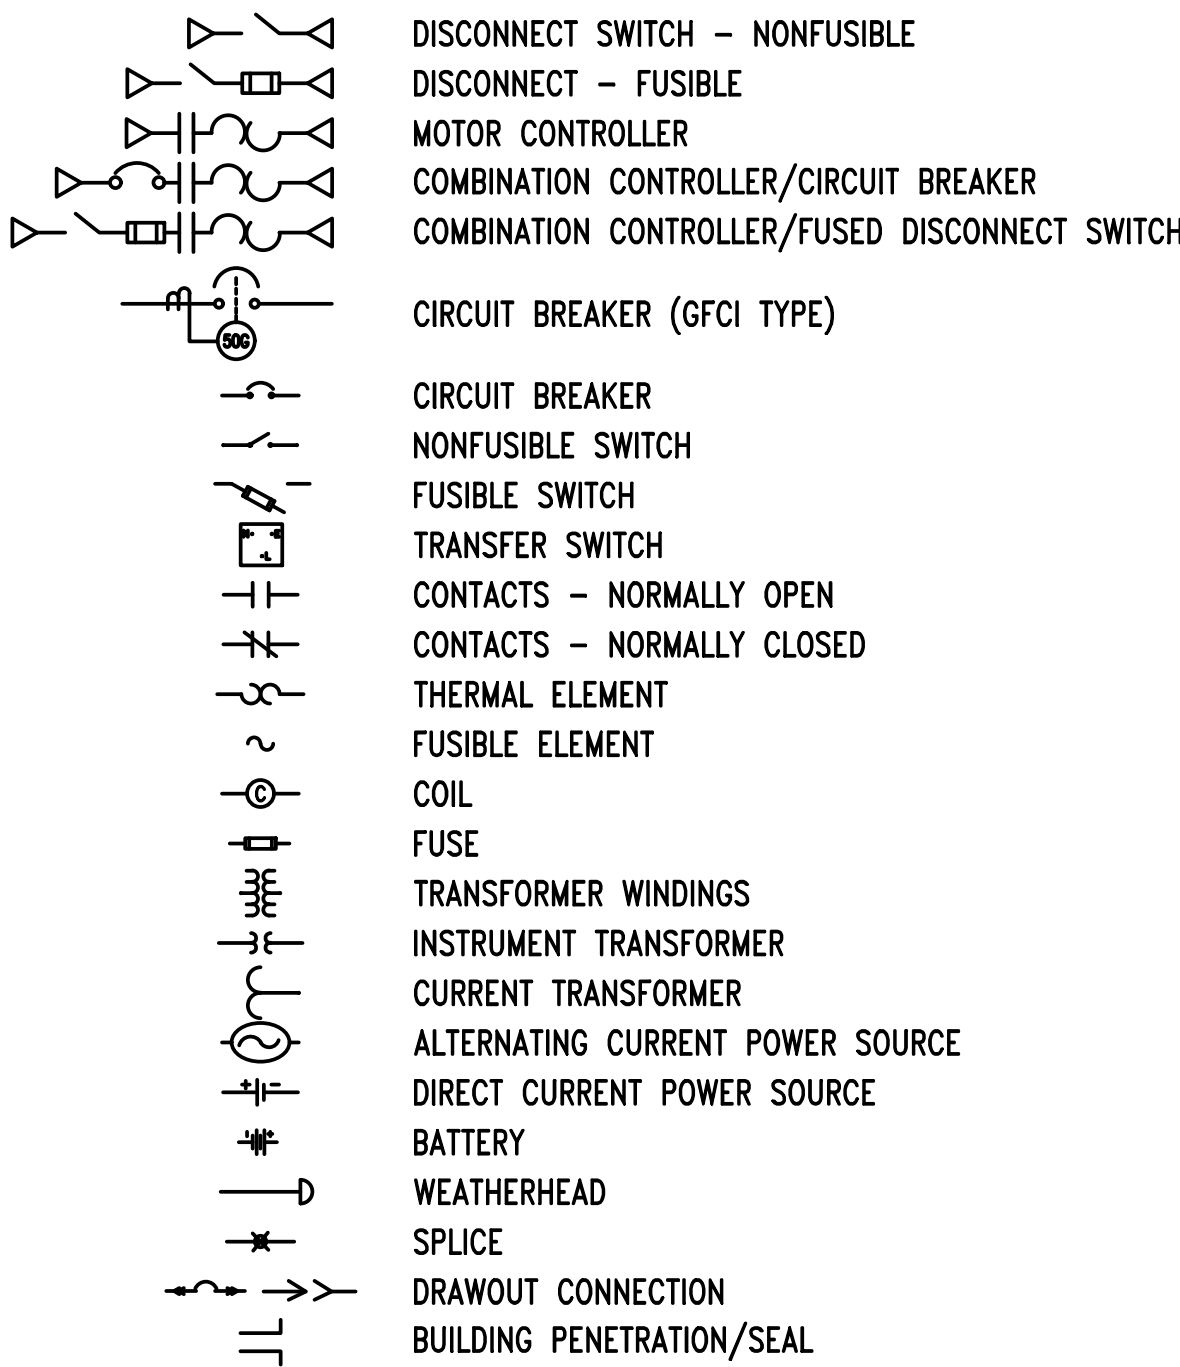 DISCONNECT SWITCH - NONFUSIBLE
DISCONNECT - FUSIBLE
MOTOR CONTROLLER
COMBINATION CONTROLLER/CIRCUIT BREAKER
COMBINATION CONTROLLER/FUSED DISCONNECT SWITCH
CIRCUIT BREAKER (GFCI TYPE)
50G
CIRCUIT BREAKER
NONFUSIBLE SWITCH
FUSIBLE SWITCH
N E
L
TRANSFER SWITCH
CONTACTS - NORMALLY OPEN
CONTACTS - NORMALLY CLOSED
THERMAL ELEMENT
FUSIBLE ELEMENT
C COIL
FUSE
TRANSFORMER WINDINGS
INSTRUMENT TRANSFORMER
CURRENT TRANSFORMER
ALTERNATING CURRENT POWER SOURCE
+ - DIRECT CURRENT POWER SOURCE
- + BATTERY
WEATHERHEAD
SPLICE
DRAWOUT CONNECTION
BUILDING PENETRATION/SEAL